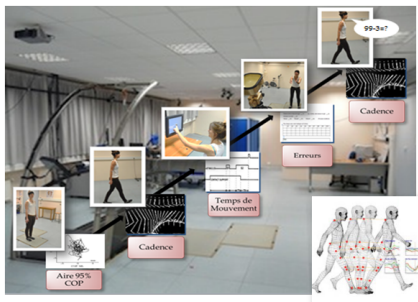 99-3=?
Cadence
Erreurs
Temps de
Mouvement
Cadence
Aire 95%
COP